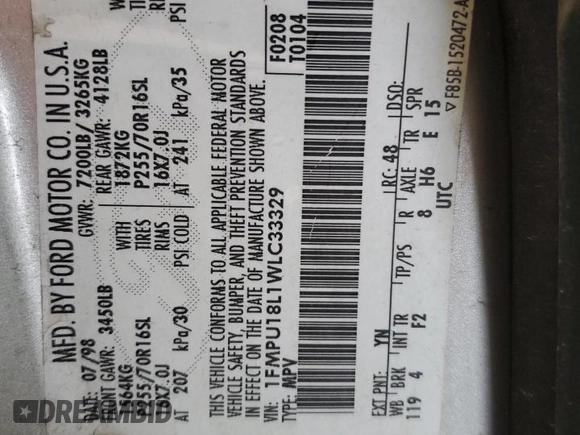 MFD. BY FORD MOTOR CO. IN U.S.A.
DATE: 07/98 GVWR: 7200LB/ 3265KG
FRONT GAWR: 3450LB REAR GAWR: 4128LB
1564KG WITH 1872KG WITH
P255/70R16SL TIRES P255/70R16SL TIRES
16X7.0J RIMS 16X7.0J RIMS
AT 207 kPa/30 PSI COLD AT 241 kPa/35 PSI
THIS VEHICLE CONFORMS TO ALL APPLICABLE FEDERAL MOTOR
VEHICLE SAFETY, BUMPER, AND THEFT PREVENTION STANDARDS
IN EFFECT ON THE DATE OF MANUFACTURE SHOWN ABOVE.
1FMPU18L1WLC33329
TYPE: MPV
F0208
T0104
EXT PNT: YN RC: 48 DSO:
WB BRK INT TR TP/PS R AXLE TR SPR
119 4 F2 8 H6 E 15
UTC
▽ F85B-1520472-A
DREAMBID